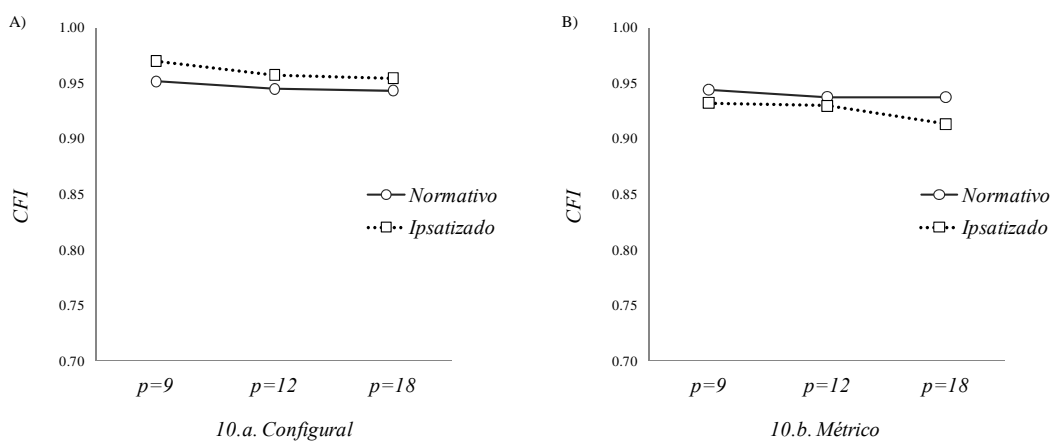 A)
1.00
0.95
0.90
0.85
0.80
0.75
0.70
CFI
Normativo
Ipsatizado
p=9
p=12
p=18
10.a. Configural
B)
1.00
0.95
0.90
0.85
0.80
0.75
0.70
CFI
Normativo
Ipsatizado
p=9
p=12
p=18
10.b. Métrico